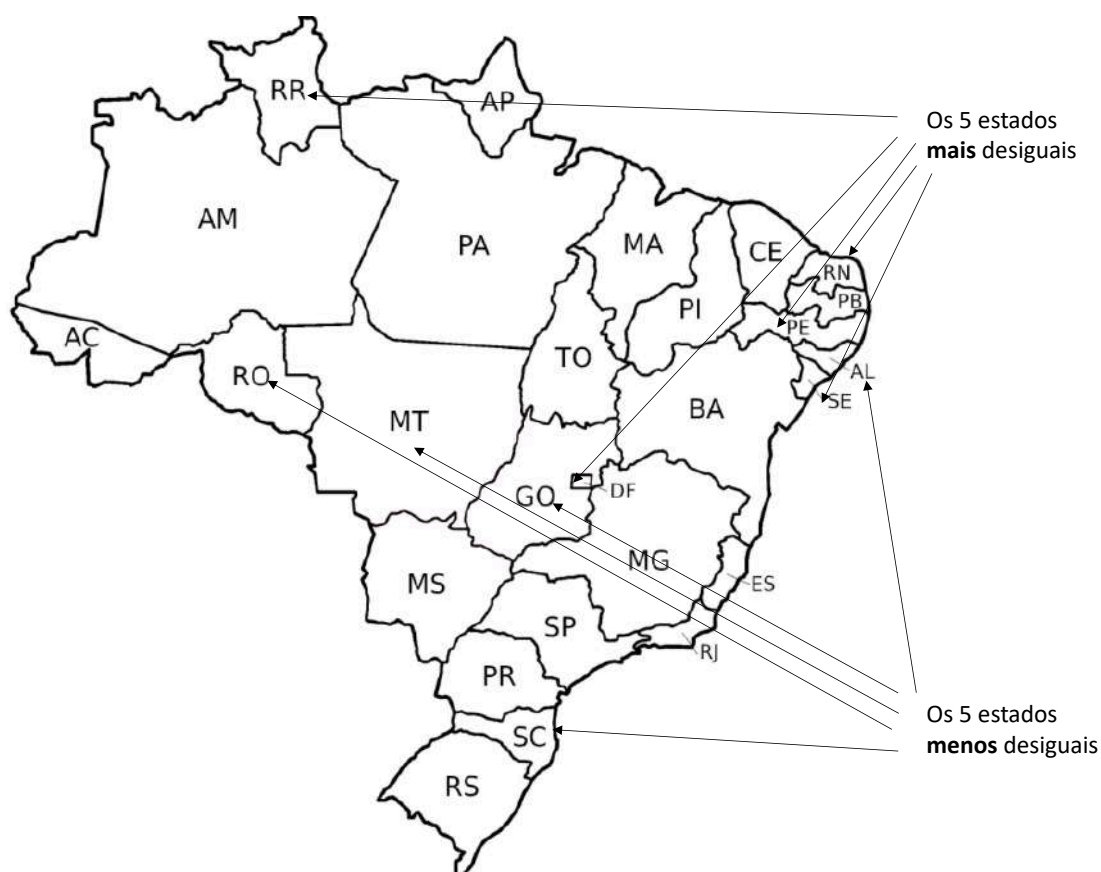 RR
AP
Os 5 estados
mais desiguais
AM
PA
MA
CE
RN
PB
PI
PE
AC
TO
AL
RO
SE
BA
MT
GO
DF
MG
MS
ES
SP
RJ
PR
Os 5 estados
menos desiguais
SC
RS